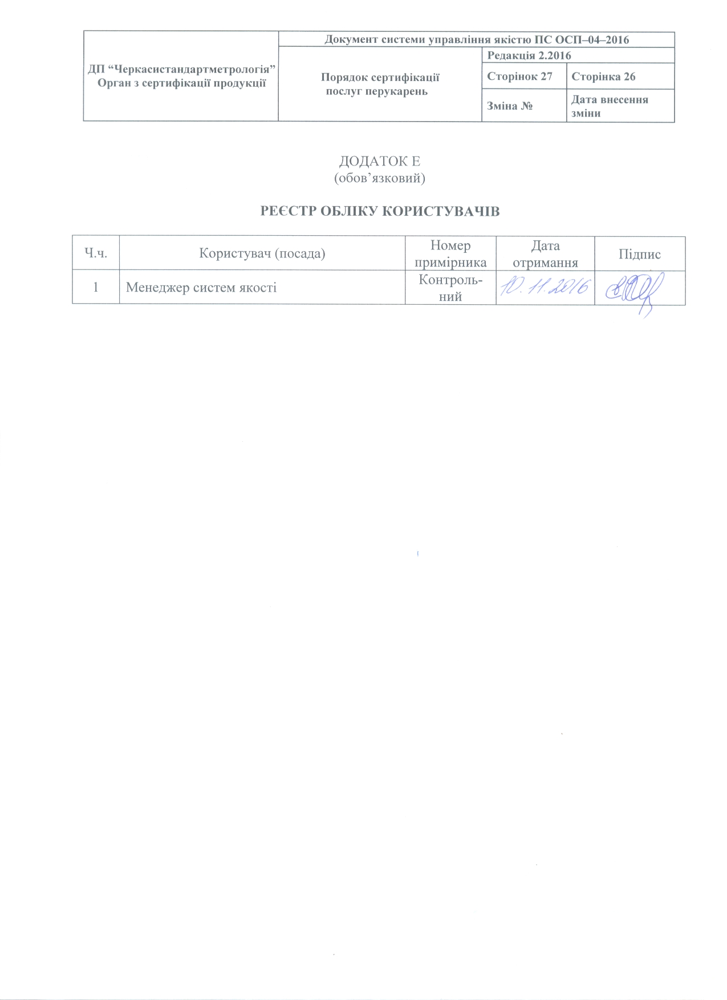 ДП “Черкасистандартметрологія”
Орган з сертифікації продукції
Документ системи управління якістю ПС ОСП–04–2016
Порядок сертифікації
послуг перукарень
Редакція 2.2016
Сторінок 27
Сторінка 26
Зміна №
Дата внесення
зміни
ДОДАТОК Е
(обов’язковий)
РЕЄСТР ОБЛІКУ КОРИСТУВАЧІВ
Ч.ч.
Користувач (посада)
Номер
примірника
Дата
отримання
Підпис
1
Менеджер систем якості
Контроль-
ний
10.11.2016